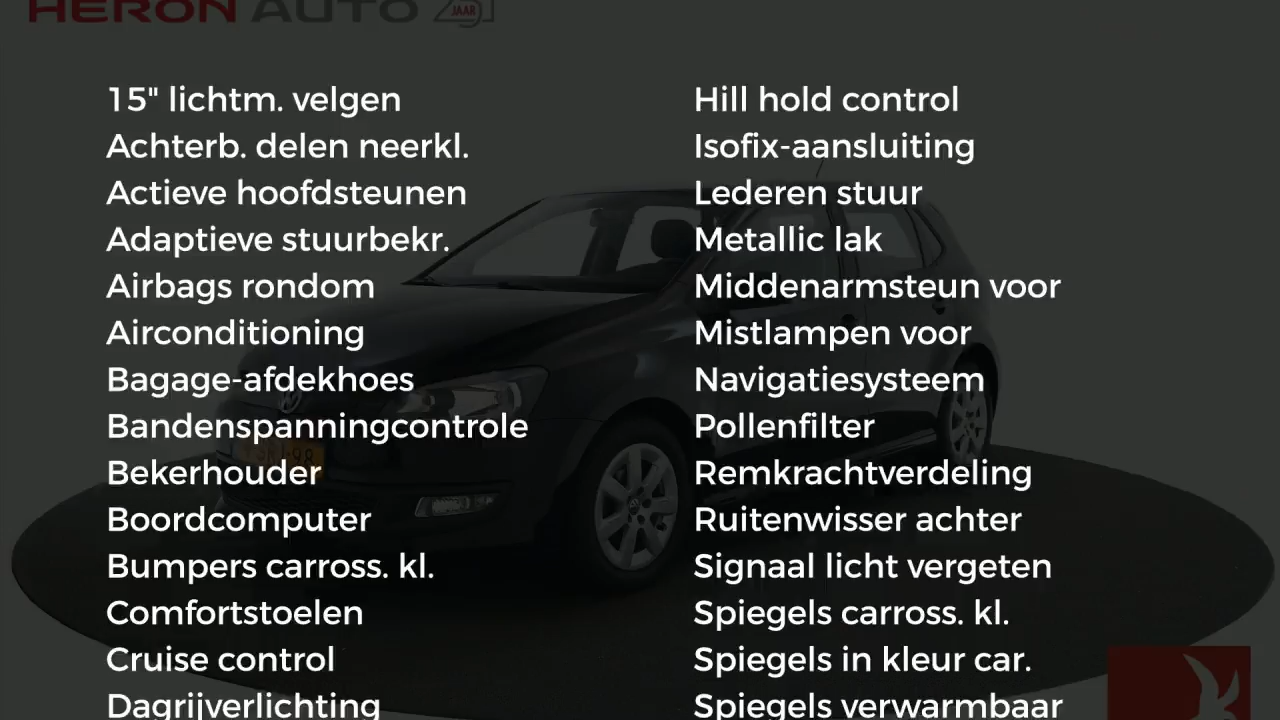 HERON AUTO
JAAR
15" lichtm. velgen
Achterb. delen neerkl.
Actieve hoofdsteunen
Adaptieve stuurbekr.
Airbags rondom
Airconditioning
Bagage-afdekhoes
Bandenspanningcontrole
Bekerhouder
Boordcomputer
Bumpers carross. kl.
Comfortstoelen
Cruise control
Dagrijverlichting
Hill hold control
Isofix-aansluiting
Lederen stuur
Metallic lak
Middenarmsteun voor
Mistlampen voor
Navigatiesysteem
Pollenfilter
Remkrachtverdeling
Ruitenwisser achter
Signaal licht vergeten
Spiegels carross. kl.
Spiegels in kleur car.
Spiegels verwarmbaar